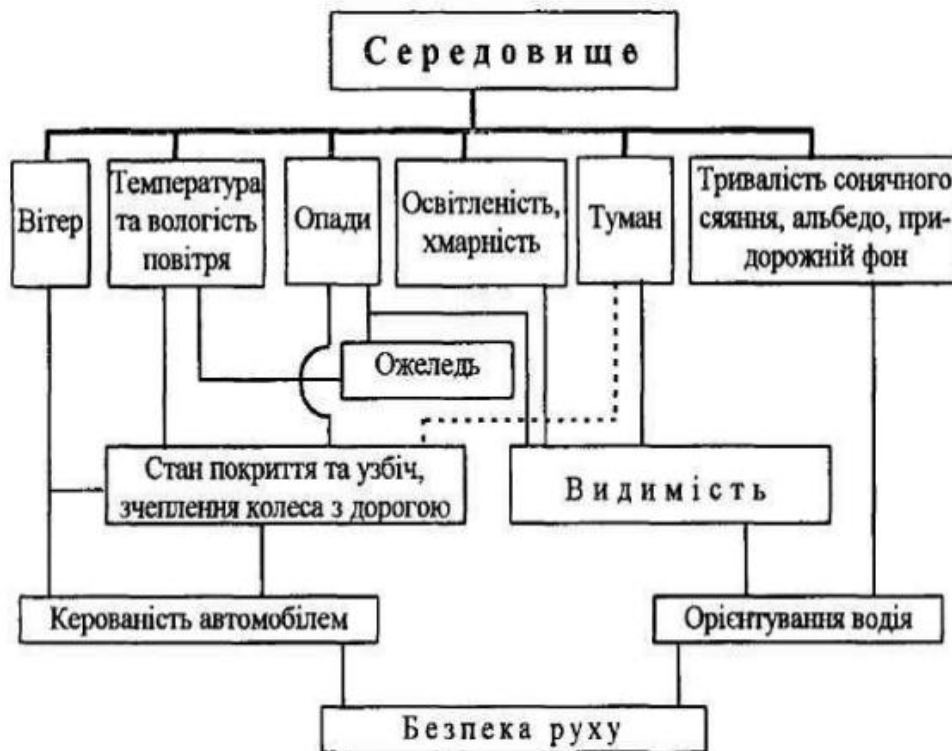 Середовище
Вітер
Температура
та вологість
повітря
Опади
Освітленість,
хмарність
Туман
Тривалість сонячного
сяяння, альбедо, при-
дорожній фон
Ожеледь
Стан покриття та узбіч,
зчеплення колеса з дорогою
Видимість
Керованість автомобілем
Орієнтування водія
Безпека руху